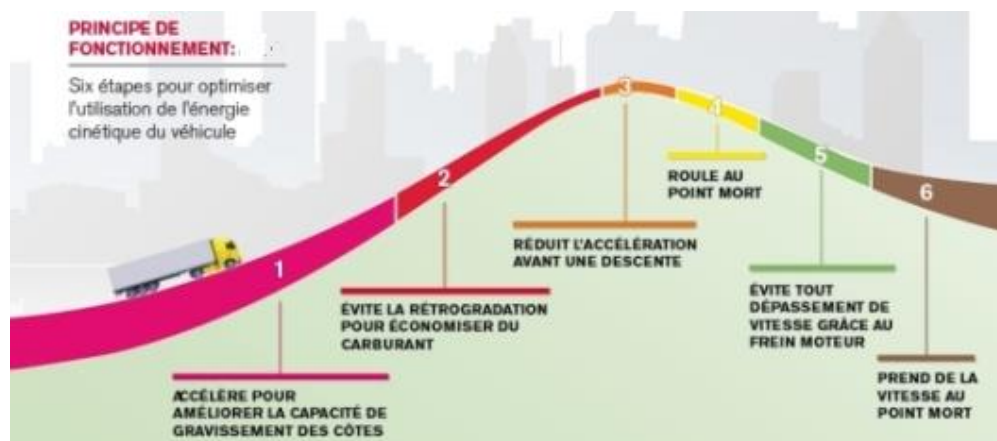 PRINCIPE DE
FONCTIONNEMENT:
Six étapes pour optimiser
l'utilisation de l'énergie
cinétique du véhicule
1
ACCÉLÈRE POUR
AMÉLIORER LA CAPACITÉ DE
GRAVISSEMENT DES CÔTES
2
ÉVITE LA RÉTROGRADATION
POUR ÉCONOMISER DU
CARBURANT
3
RÉDUIT L'ACCÉLÉRATION
AVANT UNE DESCENTE
4
ROULE AU
POINT MORT
5
ÉVITE TOUT
DÉPASSEMENT DE
VITESSE GRÂCE AU
FREIN MOTEUR
6
PREND DE LA
VITESSE AU
POINT MORT